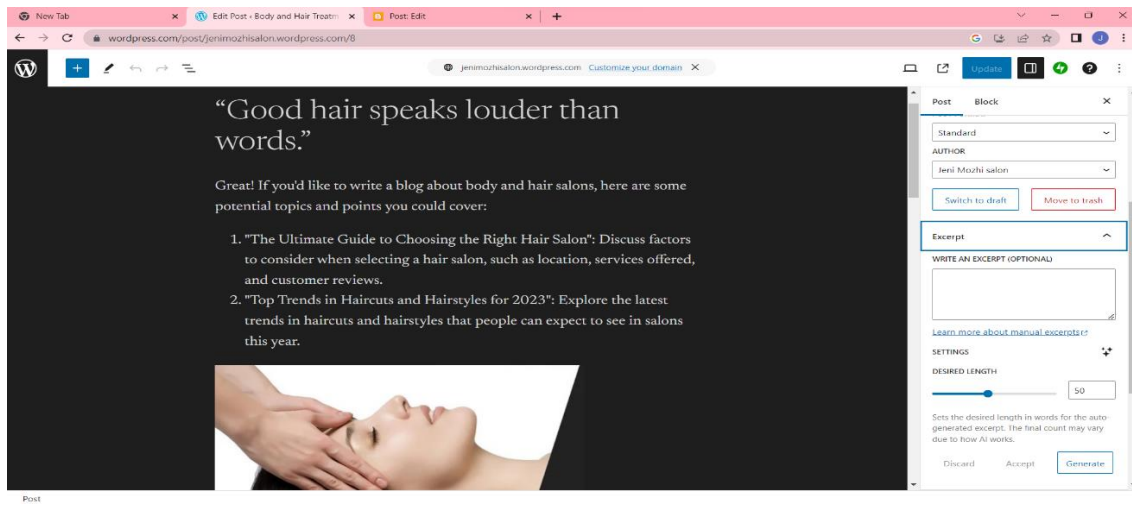 New Tab
Edit Post ‹ Body and Hair Treatm
Post: Edit
wordpress.com/post/jenimozhisalon.wordpress.com/8
jenimozhisalon.wordpress.com Customize your domain
Update
“Good hair speaks louder than
words.”
Great! If you'd like to write a blog about body and hair salons, here are some
potential topics and points you could cover:
1. "The Ultimate Guide to Choosing the Right Hair Salon": Discuss factors
to consider when selecting a hair salon, such as location, services offered,
and customer reviews.
2. "Top Trends in Haircuts and Hairstyles for 2023": Explore the latest
trends in haircuts and hairstyles that people can expect to see in salons
this year.
Post Block
Standard
AUTHOR
Jeni Mozhi salon
Switch to draft Move to trash
Excerpt
WRITE AN EXCERPT (OPTIONAL)
Learn more about manual excerpts
SETTINGS
DESIRED LENGTH
50
Sets the desired length in words for the auto-
generated excerpt. The final count may vary
due to how AI works.
Discard Accept Generate
Post